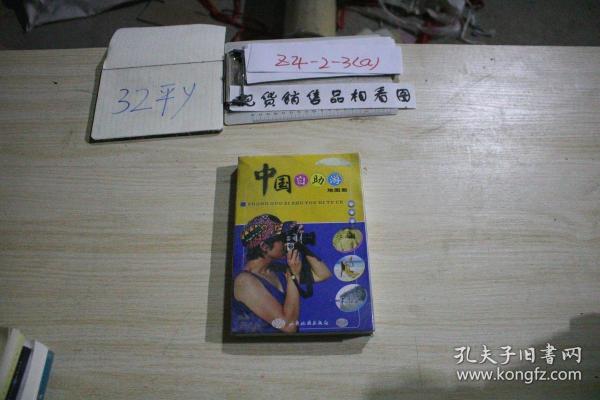 Z4-2-3(a)
32平y
现货销售品相看图
中国自助游
地图册
ZHONG GUO ZI ZHU YOU DI TU CE
孔夫子旧书网
www.kongfz.com